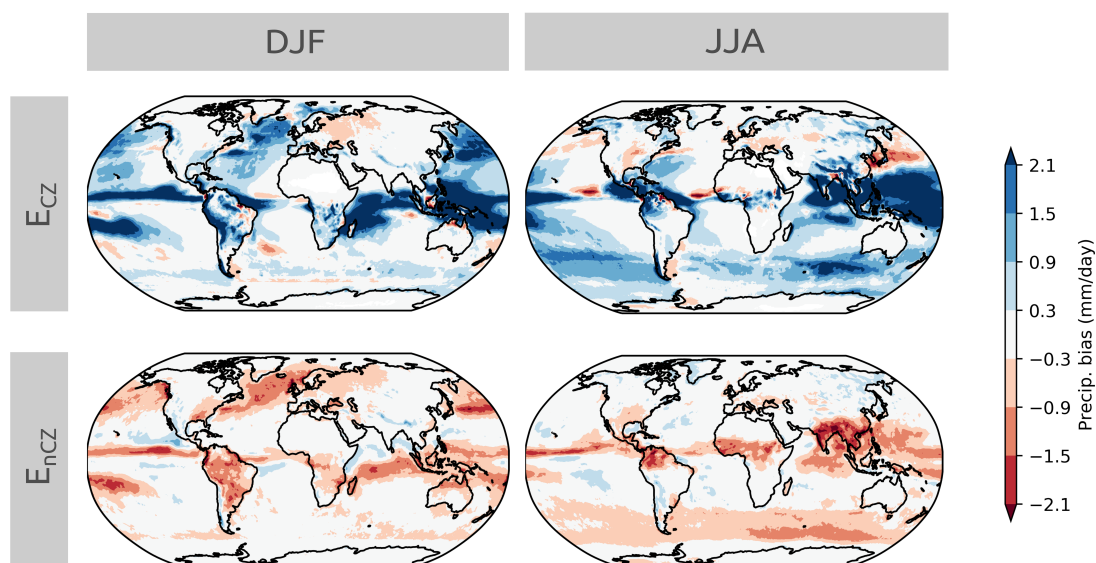 DJF
JJA
E_CZ
E_nCZ
2.1
1.5
0.9
0.3
−0.3
−0.9
−1.5
−2.1
Precip. bias (mm/day)